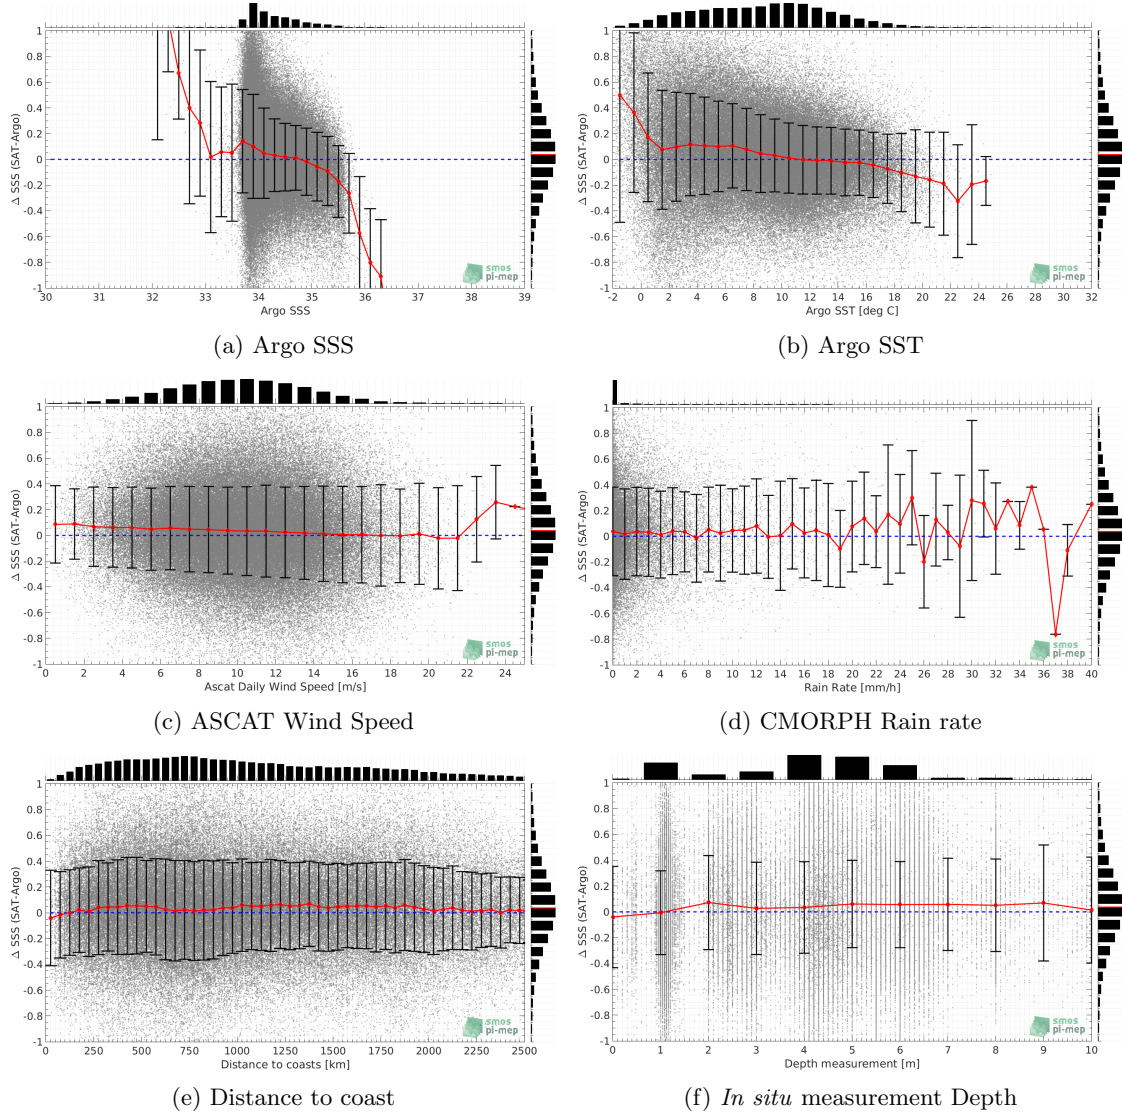 1
0.8
0.6
0.4
0.2
0
-0.2
-0.4
-0.6
-0.8
-1
Δ SSS (SAT-Argo)
30 31 32 33 34 35 36 37 38 39
Argo SSS
smos
pi-mep
(a) Argo SSS
1
0.8
0.6
0.4
0.2
0
-0.2
-0.4
-0.6
-0.8
-1
Δ SSS (SAT-Argo)
-2 0 2 4 6 8 10 12 14 16 18 20 22 24 26 28 30 32
Argo SST [deg C]
smos
pi-mep
(b) Argo SST
1
0.8
0.6
0.4
0.2
0
-0.2
-0.4
-0.6
-0.8
-1
Δ SSS (SAT-Argo)
0 2 4 6 8 10 12 14 16 18 20 22 24
Ascat Daily Wind Speed [m/s]
smos
pi-mep
(c) ASCAT Wind Speed
1
0.8
0.6
0.4
0.2
0
-0.2
-0.4
-0.6
-0.8
-1
Δ SSS (SAT-Argo)
0 2 4 6 8 10 12 14 16 18 20 22 24 26 28 30 32 34 36 38 40
Rain Rate [mm/h]
smos
pi-mep
(d) CMORPH Rain rate
1
0.8
0.6
0.4
0.2
0
-0.2
-0.4
-0.6
-0.8
-1
Δ SSS (SAT-Argo)
0 250 500 750 1000 1250 1500 1750 2000 2250 2500
Distance to coasts [km]
smos
pi-mep
(e) Distance to coast
1
0.8
0.6
0.4
0.2
0
-0.2
-0.4
-0.6
-0.8
-1
Δ SSS (SAT-Argo)
0 1 2 3 4 5 6 7 8 9 10
Depth measurement [m]
smos
pi-mep
(f) In situ measurement Depth